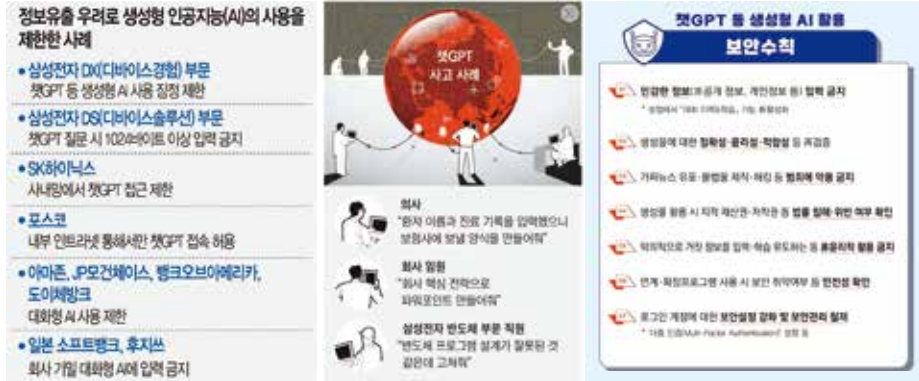 정보유출 우려로 생성형 인공지능(AI)의 사용을
제한한 사례
• 삼성전자 DX(디바이스경험) 부문
챗GPT 등 생성형 AI 사용 잠정 제한
• 삼성전자 DS(디바이스솔루션) 부문
챗GPT 질문 시 1024바이트 이상 입력 금지
• SK하이닉스
사내망에서 챗GPT 접근 제한
• 포스코
내부 인트라넷 통해서만 챗GPT 접속 허용
• 아마존, JP모건체이스, 뱅크오브아메리카,
도이체방크
대화형 AI 사용 제한
• 일본 소프트뱅크, 후지쓰
회사 기밀 대화형 AI에 입력 금지
챗GPT
사고 사례
의사
"환자 이름과 진료 기록을 입력했으니
보험사에 보낼 양식을 만들어줘"
회사 임원
"회사 핵심 전략으로
파워포인트 만들어줘"
삼성전자 반도체 부문 직원
"반도체 프로그램 설계가 잘못된 것
같은데 고쳐줘"
챗GPT 등 생성형 AI 활용
보안수칙
민감한 정보(비공개 정보, 개인정보 등) 입력 금지
생성물에 대한 정확성·윤리성·적합성 등 재검증
가짜뉴스 유포·불법물 제작·해킹 등 범죄에 악용 금지
생성물 활용 시 지적 재산권·저작권 등 법률 침해·위반 여부 확인
악의적으로 거짓 정보를 입력·학습 유도하는 등 비윤리적 활용 금지
연계·확장프로그램 사용 시 보안 취약여부 등 안전성 확인
로그인 계정에 대한 보안설정 강화 및 보안관리 철저
* 다중 인증(Multi-Factor Authentication) 설정 등